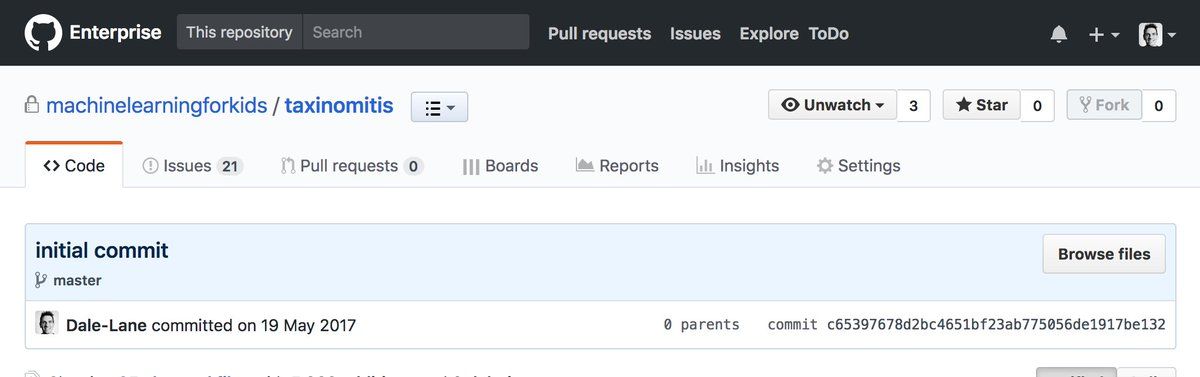 Enterprise This repository Search Pull requests Issues Explore ToDo
machinelearningforkids / taxinomitis Unwatch 3 Star 0 Fork 0
Code Issues 21 Pull requests 0 Boards Reports Insights Settings
initial commit Browse files
master
Dale-Lane committed on 19 May 2017 0 parents commit c65397678d2bc4651bf23ab775056de1917be132